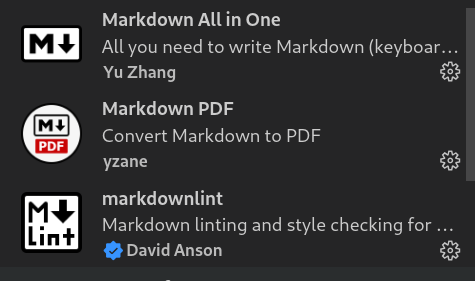 Markdown All in One
M
All you need to write Markdown (keyboar...
Yu Zhang
Markdown PDF
M
PDF
Convert Markdown to PDF
yzane
markdownlint
M
Lint
Markdown linting and style checking for ...
David Anson